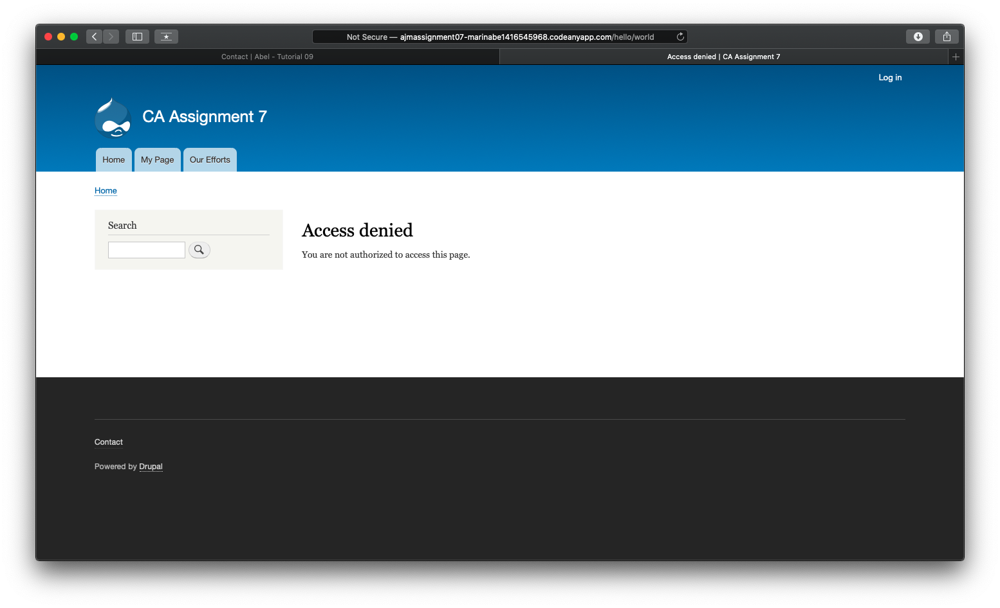 Not Secure — ajmassignment07-marinabe1416545968.codeanyapp.com/hello/world
Contact | Abel - Tutorial 09
Access denied | CA Assignment 7
Log in
CA Assignment 7
Home
My Page
Our Efforts
Home
Search
Access denied
You are not authorized to access this page.
Contact
Powered by Drupal